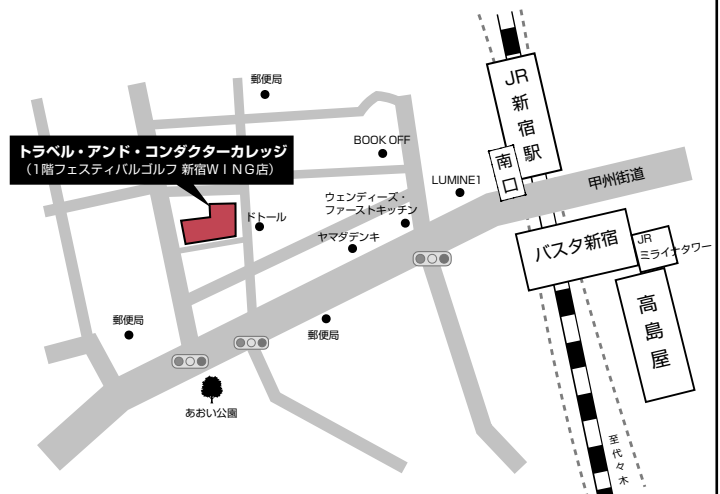 郵便局
JR
新宿駅
南口
BOOK OFF
トラベル・アンド・コンダクターカレッジ
(1階フェスティバルゴルフ 新宿WING店)
LUMINE1
甲州街道
ウェンディーズ・
ファーストキッチン
ドトール
ヤマダデンキ
バスタ新宿
JR
ミライナタワー
高島屋
郵便局
郵便局
あおい公園
至代々木